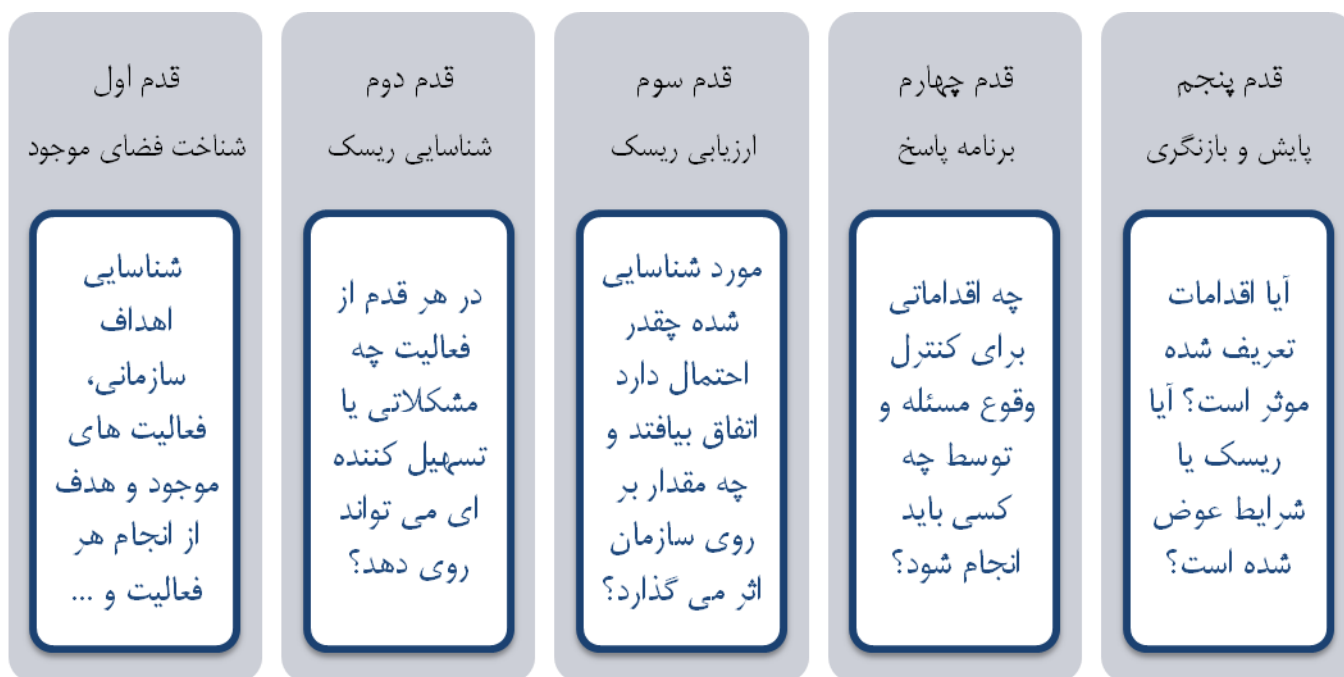 قدم اول
شناخت فضای موجود
شناسایی
اهداف
سازمانی،
فعالیت های
موجود و هدف
از انجام هر
فعالیت و ...
قدم دوم
شناسایی ریسک
در هر قدم از
فعالیت چه
مشکلاتی یا
تسهیل کننده
ای می تواند
روی دهد؟
قدم سوم
ارزیابی ریسک
مورد شناسایی
شده چقدر
احتمال دارد
اتفاق بیافتد و
چه مقدار بر
روی سازمان
اثر می گذارد؟
قدم چهارم
برنامه پاسخ
چه اقداماتی
برای کنترل
وقوع مسئله و
توسط چه
کسی باید
انجام شود؟
قدم پنجم
پایش و بازنگری
آیا اقدامات
تعریف شده
موثر است؟ آیا
ریسک یا
شرایط عوض
شده است؟